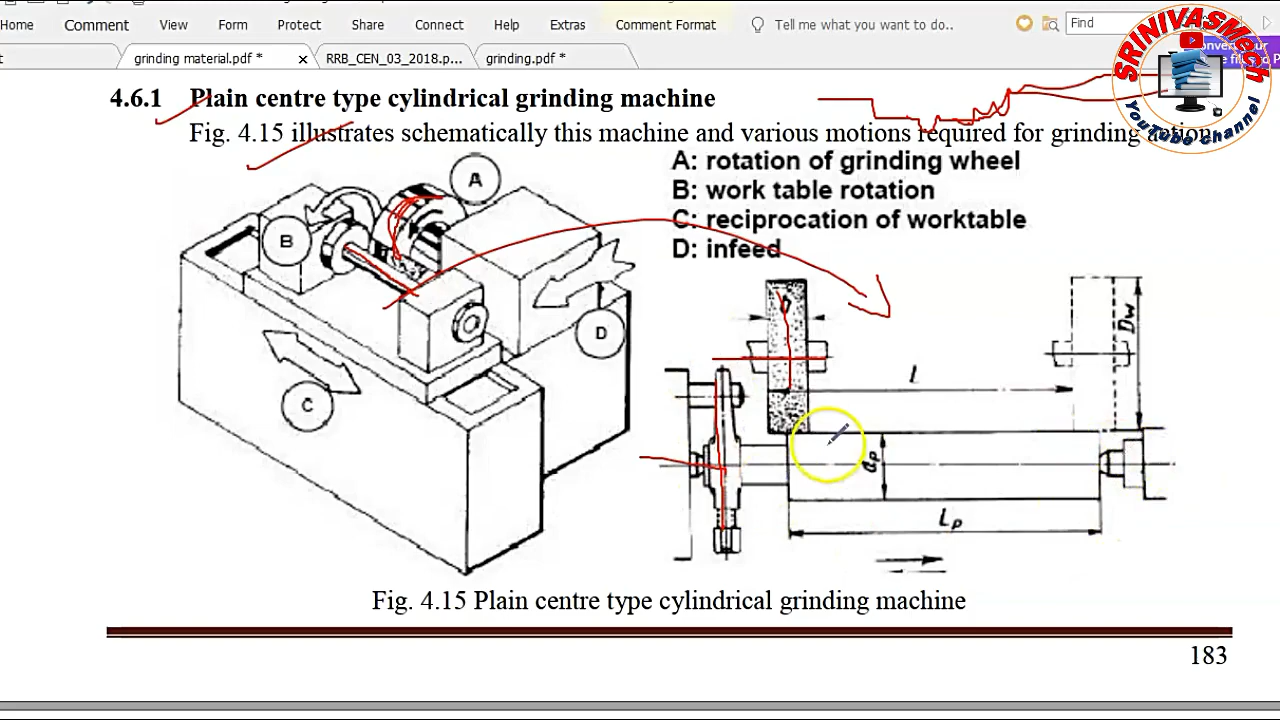 Home Comment View Form Protect Share Connect Help Extras Comment Format Tell me what you want to do.. Find
grinding material.pdf * × RRB_CEN_03_2018.p... grinding.pdf *
SRINIVASMech
YouTube Channel
4.6.1 Plain centre type cylindrical grinding machine
Fig. 4.15 illustrates schematically this machine and various motions required for grinding action
A: rotation of grinding wheel
B: work table rotation
C: reciprocation of worktable
D: infeed
A
B
C
D
l
Dw
dp
Lp
Fig. 4.15 Plain centre type cylindrical grinding machine
183